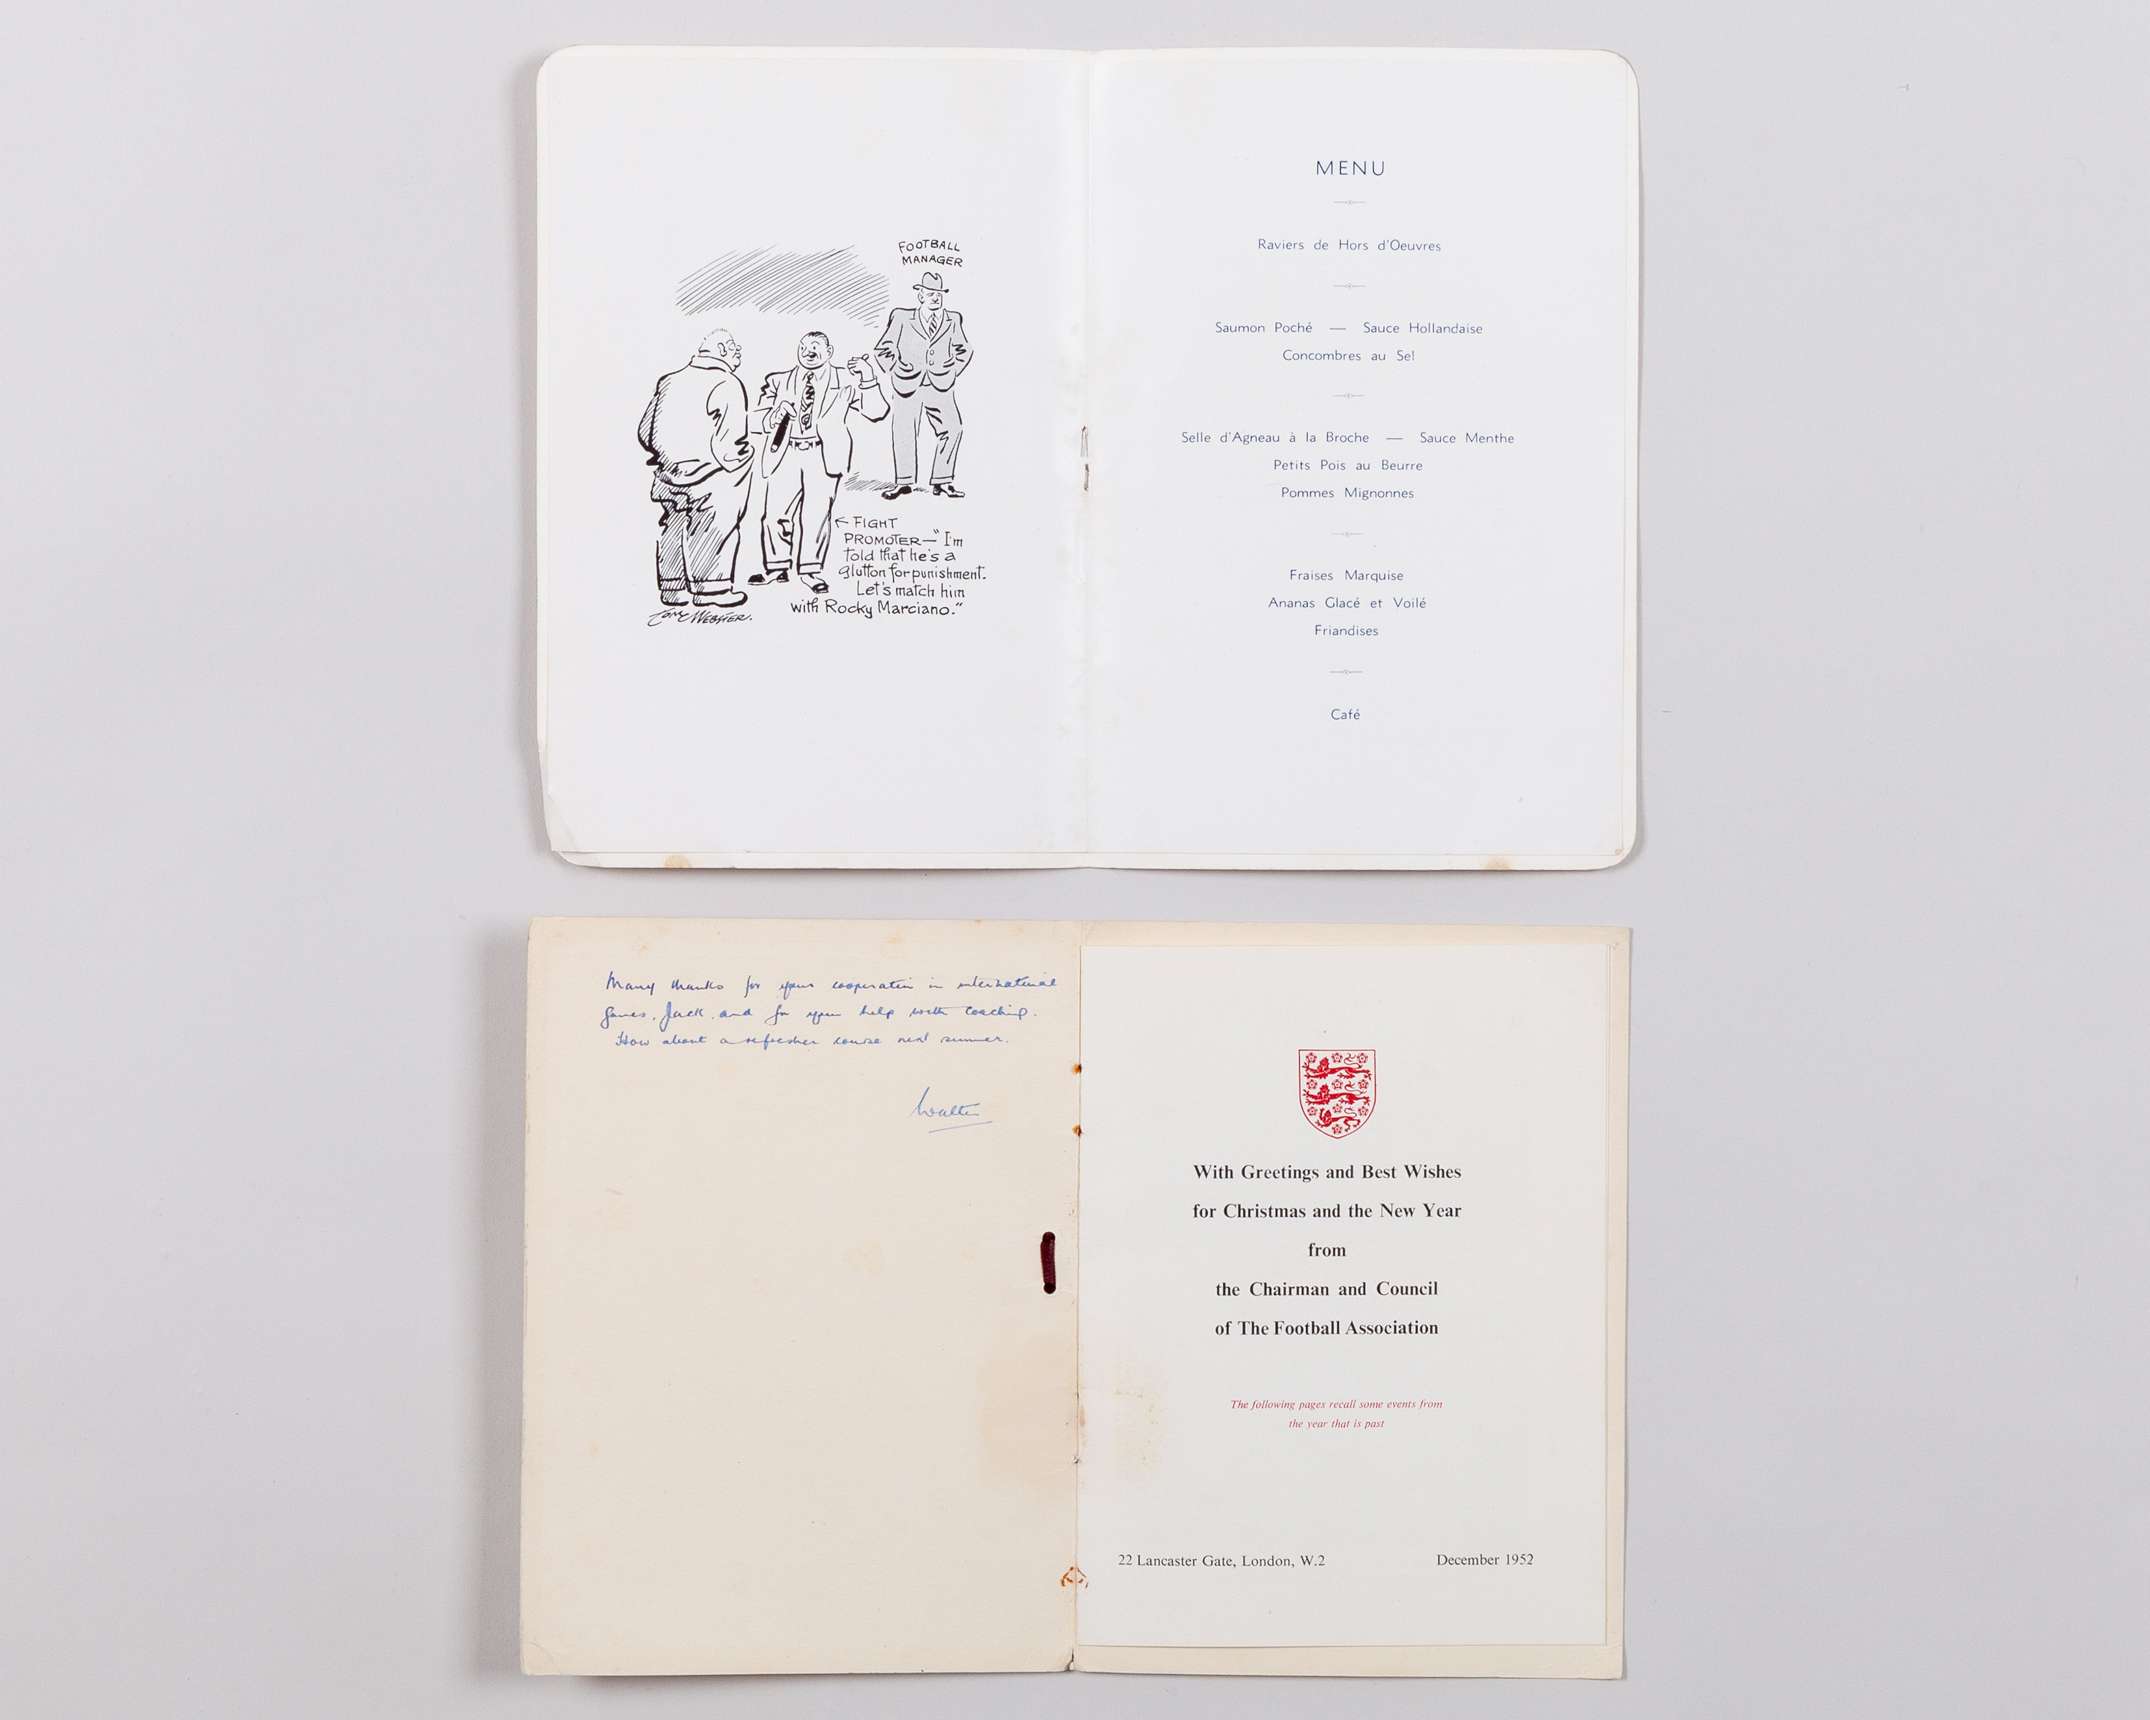 FOOTBALL
MANAGER
← FIGHT
PROMOTER—"I'm
told that he's a
glutton for punishment.
Let's match him
with Rocky Marciano."
Tom Webster.
MENU
Raviers de Hors d'Oeuvres
Saumon Poché — Sauce Hollandaise
Concombres au Sel
Selle d'Agneau à la Broche — Sauce Menthe
Petits Pois au Beurre
Pommes Mignonnes
Fraises Marquise
Ananas Glacé et Voilé
Friandises
Café
Many thanks for your cooperation in international
games, Jack, and for your help with coaching.
How about a refresher course next summer.
Walter
With Greetings and Best Wishes
for Christmas and the New Year
from
the Chairman and Council
of The Football Association
The following pages recall some events from
the year that is past
22 Lancaster Gate, London, W.2
December 1952